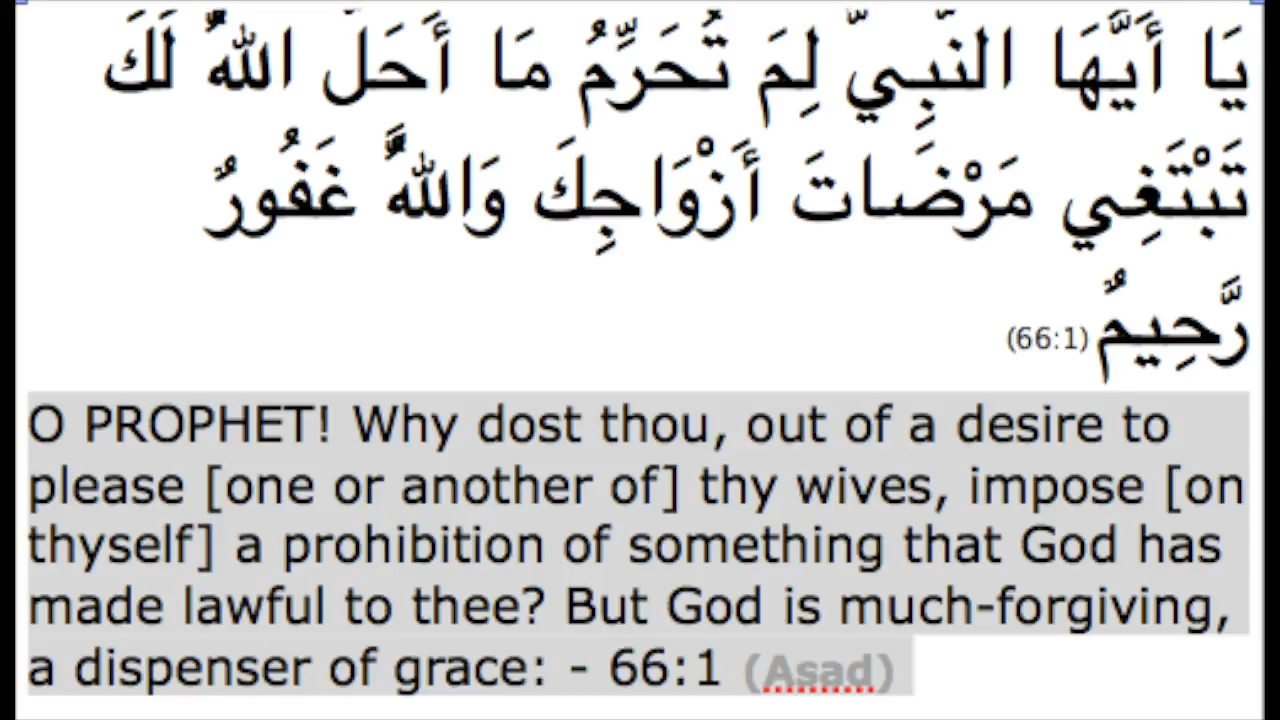 يَا أَيُّهَا النَّبِيُّ لِمَ تُحَرِّمُ مَا أَحَلَّ اللَّهُ لَكَ
تَبْتَغِي مَرْضَاتَ أَزْوَاجِكَ وَاللَّهُ غَفُورٌ
رَّحِيمٌ (66:1)
O PROPHET! Why dost thou, out of a desire to
please [one or another of] thy wives, impose [on
thyself] a prohibition of something that God has
made lawful to thee? But God is much-forgiving,
a dispenser of grace: - 66:1 (Asad)